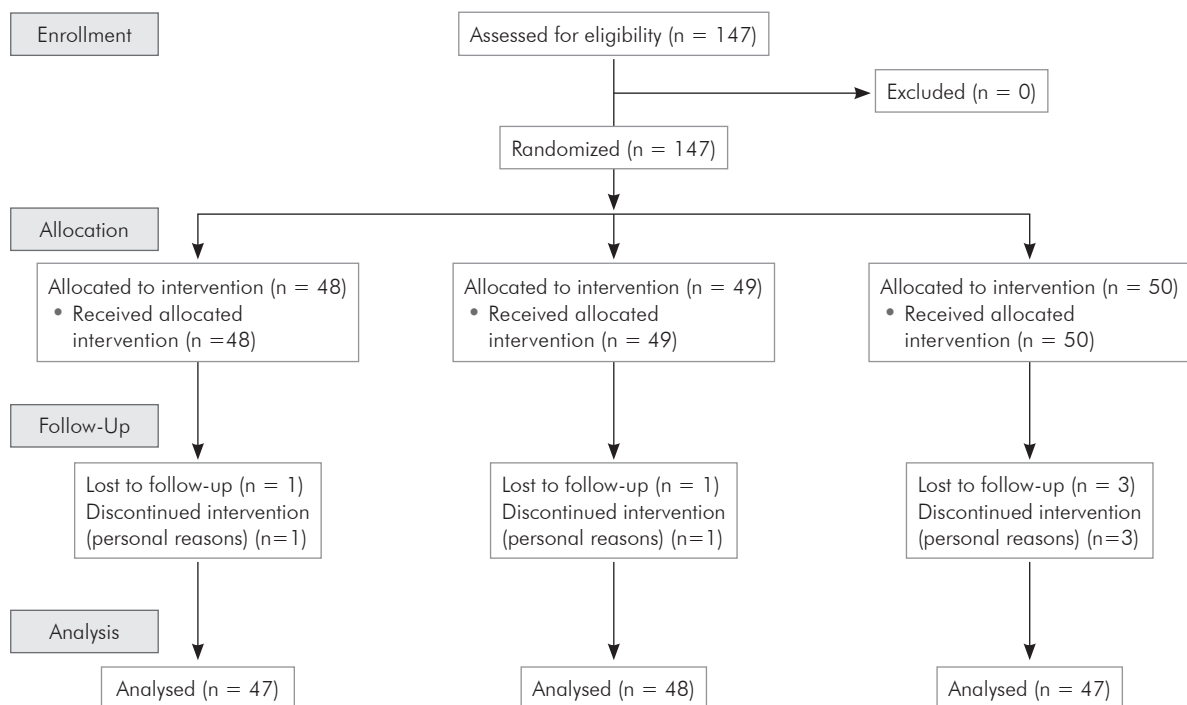 Enrollment
Assessed for eligibility (n = 147)
Excluded (n = 0)
Randomized (n = 147)
Allocation
Allocated to intervention (n = 48)
• Received allocated
intervention (n =48)
Allocated to intervention (n = 49)
• Received allocated
intervention (n = 49)
Allocated to intervention (n = 50)
• Received allocated
intervention (n = 50)
Follow-Up
Lost to follow-up (n = 1)
Discontinued intervention
(personal reasons) (n=1)
Lost to follow-up (n = 1)
Discontinued intervention
(personal reasons) (n=1)
Lost to follow-up (n = 3)
Discontinued intervention
(personal reasons) (n=3)
Analysis
Analysed (n = 47)
Analysed (n = 48)
Analysed (n = 47)